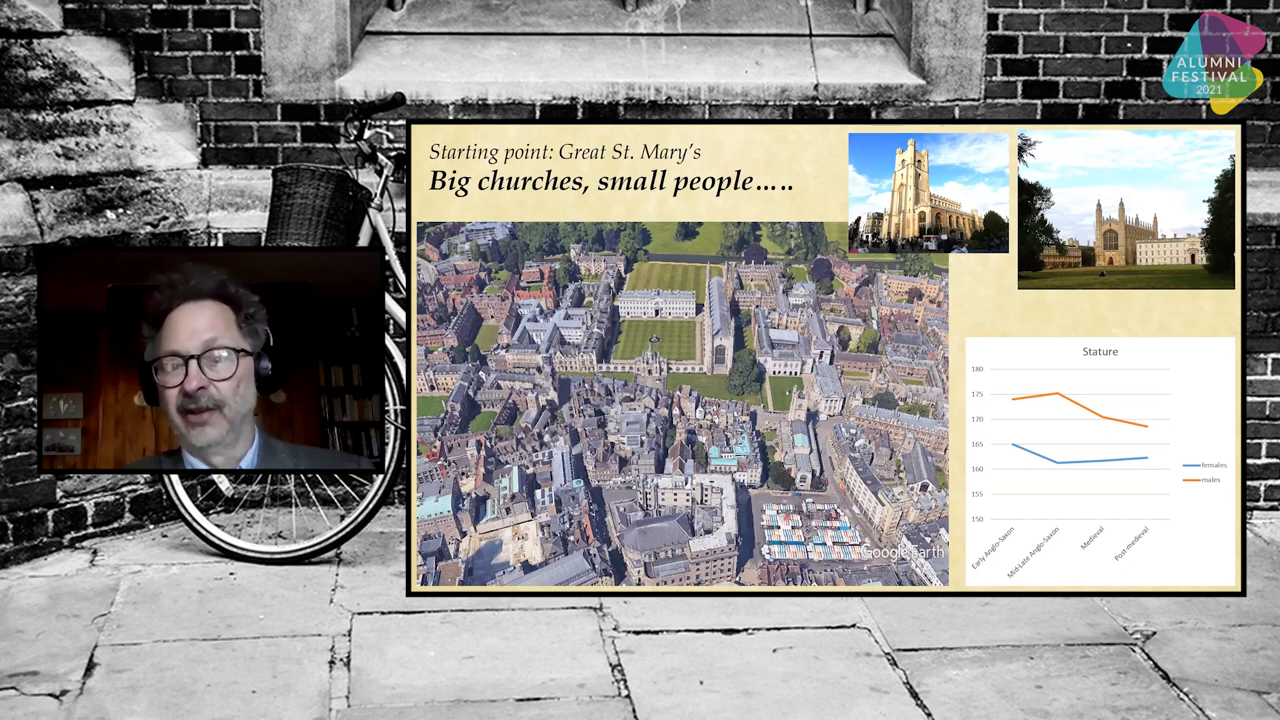 ALUMNI
FESTIVAL
2021
Starting point: Great St. Mary's
Big churches, small people…..
Google Earth
Stature
180
175
170
165
160
155
150
females
males
Early Anglo-Saxon
Mid-Late Anglo-Saxon
Medieval
Post-medieval